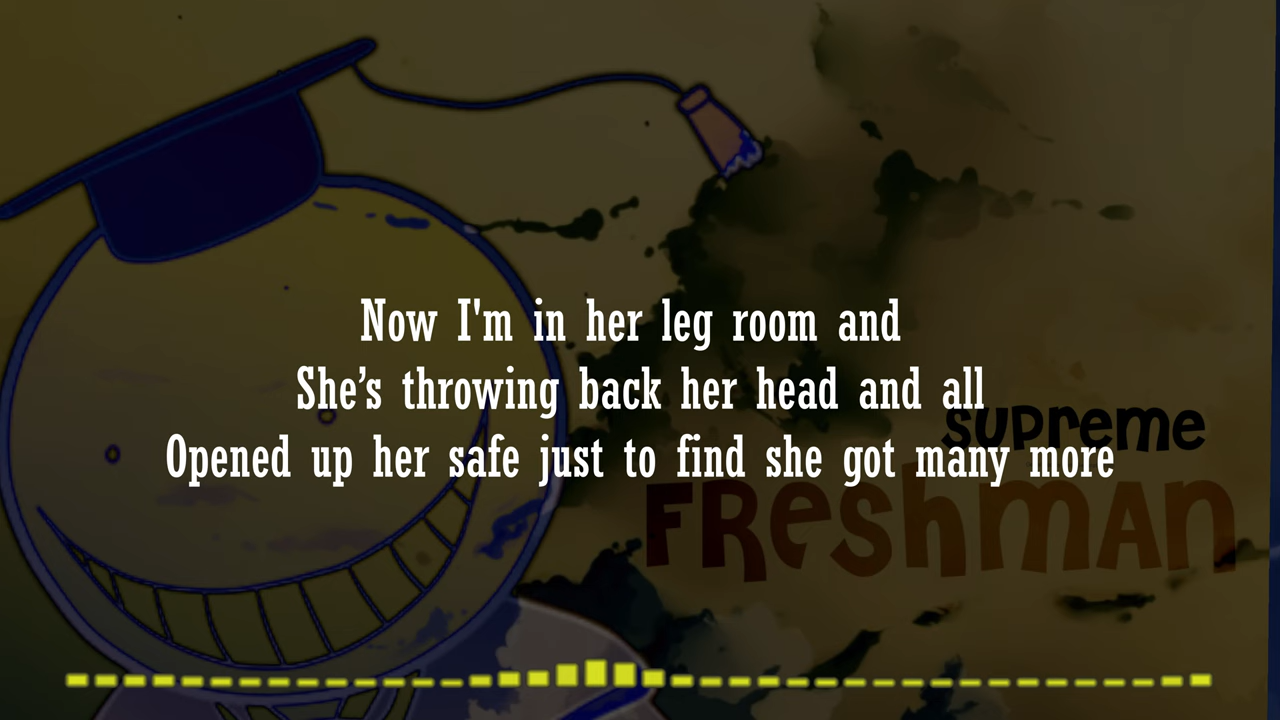 Now I'm in her leg room and
She’s throwing back her head and all
Opened up her safe just to find she got many more
supreme
FRESHMAN